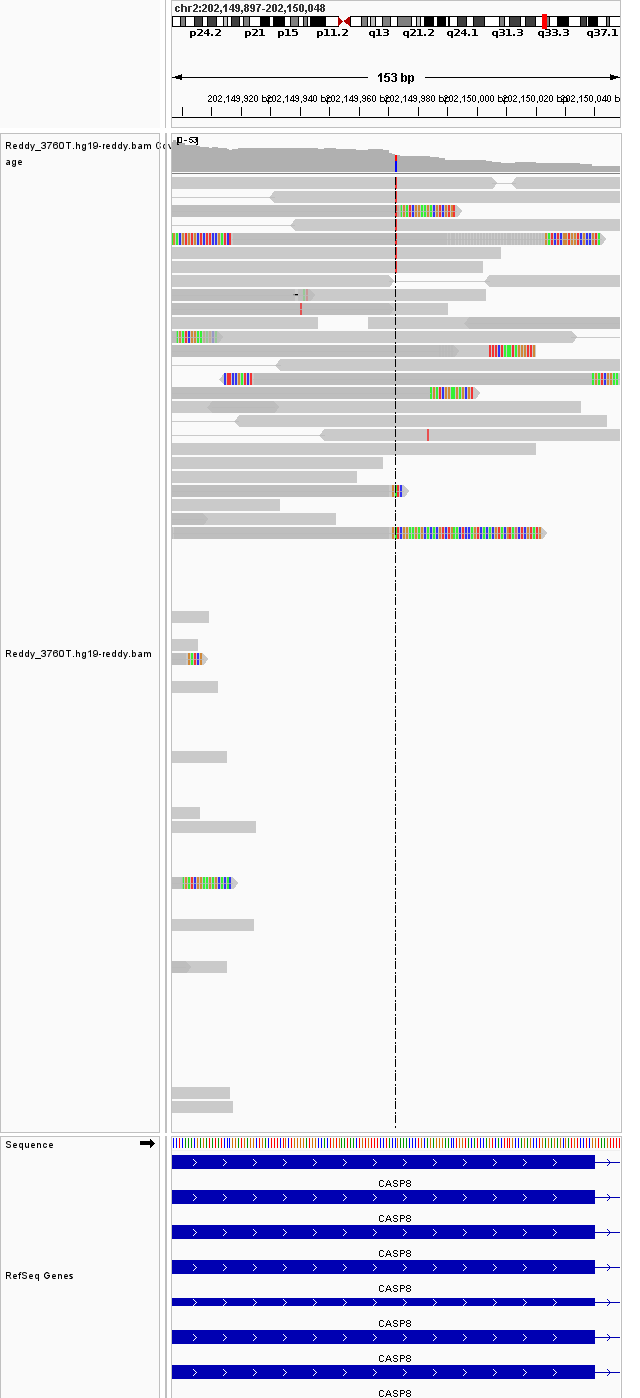 chr2:202,149,897-202,150,048
p24.2 p21 p15 p11.2 q13 q21.2 q24.1 q31.3 q33.3 q37.1
153 bp
202,149,920 bp 202,149,940 bp 202,149,960 bp 202,149,980 bp 202,150,000 bp 202,150,020 bp 202,150,040 bp
Reddy_3760T.hg19-reddy.bam Cov
age
Reddy_3760T.hg19-reddy.bam
Sequence
CASP8
CASP8
CASP8
RefSeq Genes
CASP8
CASP8
CASP8
CASP8